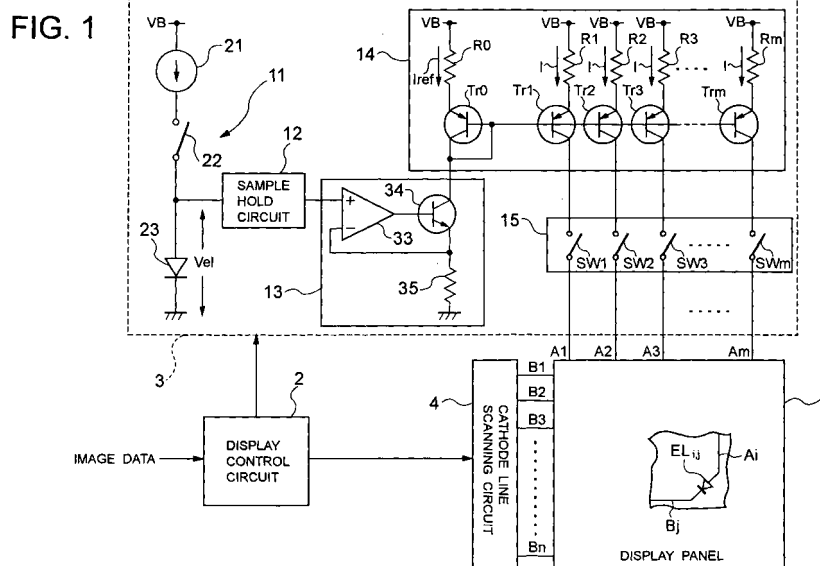 FIG. 1
VB
21
11
22
12
SAMPLE
HOLD
CIRCUIT
23
Vel
13
34
33
35
14
VB VB VB VB VB
R0 R1 R2 R3 Rm
Iref I I I I
Tr0 Tr1 Tr2 Tr3 Trm
15
SW1 SW2 SW3 SWm
A1 A2 A3 Am
3
2
IMAGE DATA
DISPLAY
CONTROL
CIRCUIT
4
CATHODE LINE
SCANNING CIRCUIT
B1
B2
B3
Bn
ELi,j
Ai
Bj
DISPLAY PANEL